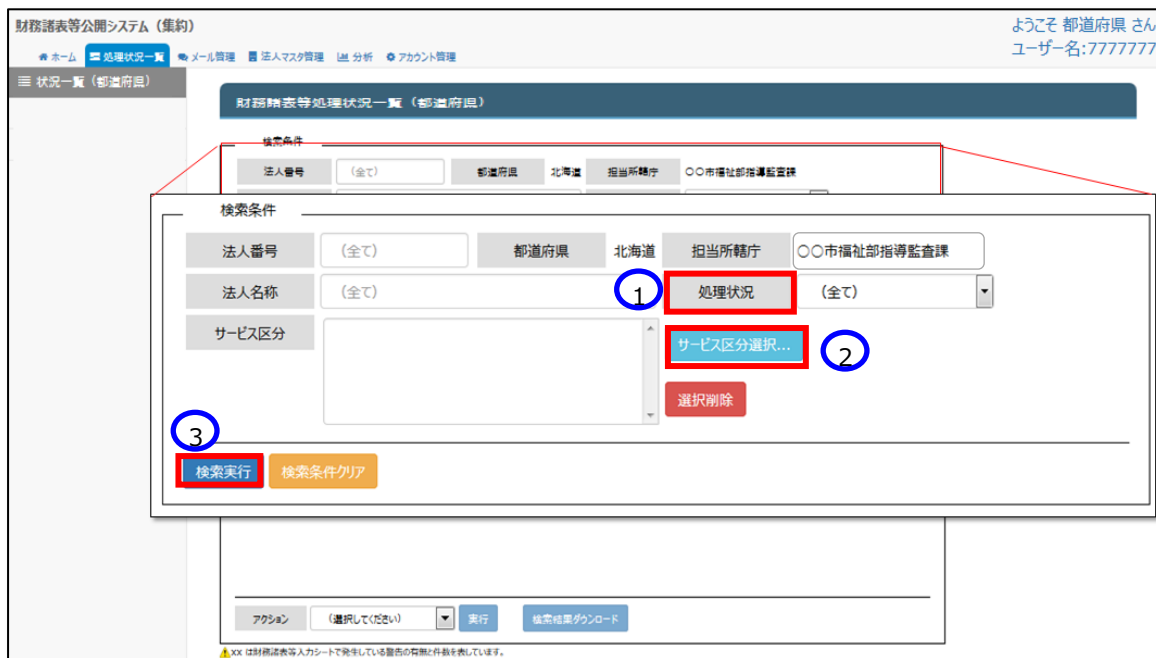 財務諸表等公開システム（集約）
ようこそ 都道府県 さん
ユーザー名:7777777
ホーム 処理状況一覧 メール管理 法人マスタ管理 分析 アカウント管理
状況一覧（都道府県）
財務諸表等処理状況一覧（都道府県）
検索条件
法人番号 （全て） 都道府県 北海道 担当所轄庁 〇〇市福祉部指導監査課
検索条件
法人番号 （全て） 都道府県 北海道 担当所轄庁 〇〇市福祉部指導監査課
法人名称 （全て） 1 処理状況 （全て）
サービス区分 サービス区分選択... 2
選択削除
3
検索実行 検索条件クリア
アクション （選択してください） 実行 検索結果ダウンロード
xx は財務諸表等入力シートで発生している警告の有無と件数を表しています。